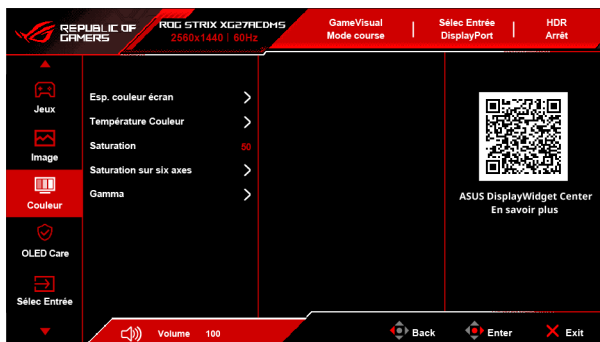 REPUBLIC OF
GAMERS
ROG STRIX XG27ACDMS
2560x1440 | 60Hz
GameVisual
Mode course
Sélec Entrée
DisplayPort
HDR
Arrêt
Jeux
Image
Couleur
OLED Care
Sélec Entrée
Esp. couleur écran
Température Couleur
Saturation 50
Saturation sur six axes
Gamma
ASUS DisplayWidget Center
En savoir plus
Volume 100
Back
Enter
Exit